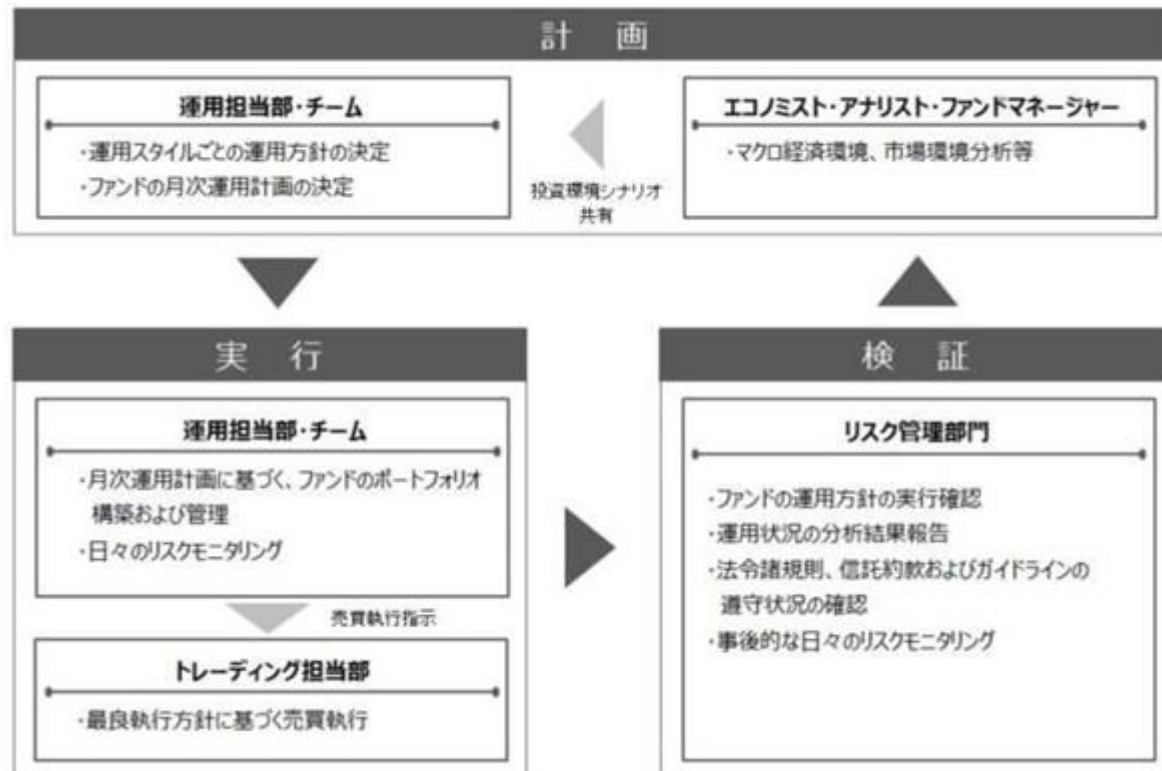 計 画
運用担当部・チーム
・運用スタイルごとの運用方針の決定
・ファンドの月次運用計画の決定
投資環境シナリオ
共有
エコノミスト・アナリスト・ファンドマネージャー
・マクロ経済環境、市場環境分析等
実 行
運用担当部・チーム
・月次運用計画に基づく、ファンドのポートフォリオ
構築および管理
・日々のリスクモニタリング
売買執行指示
トレーディング担当部
・最良執行方針に基づく売買執行
検 証
リスク管理部門
・ファンドの運用方針の実行確認
・運用状況の分析結果報告
・法令諸規則、信託約款およびガイドラインの
遵守状況の確認
・事後的な日々のリスクモニタリング